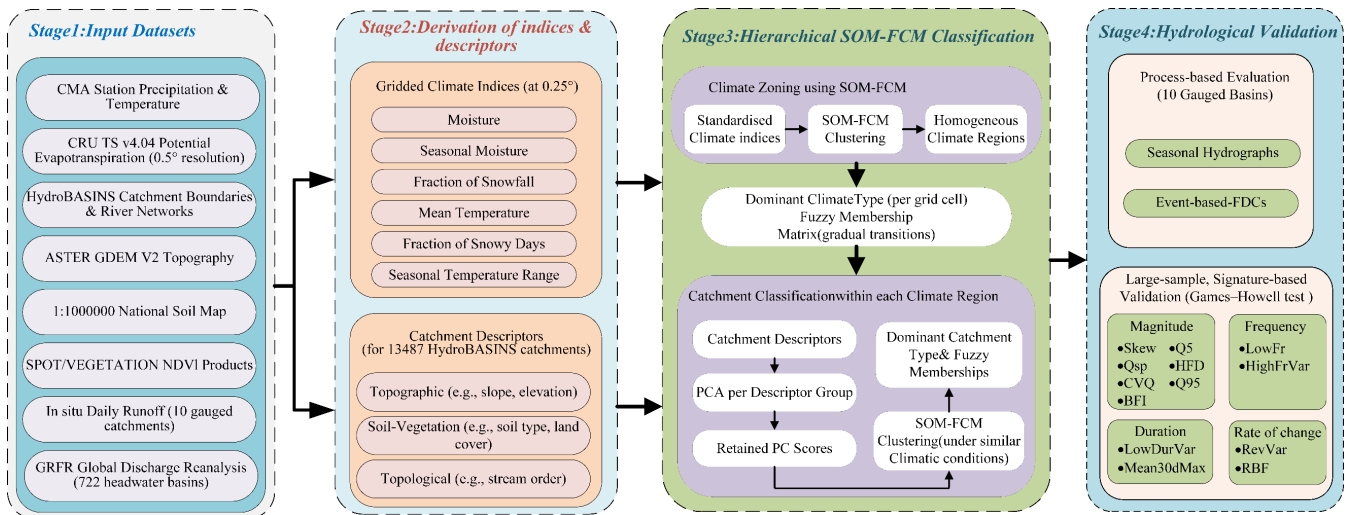 Stage1:Input Datasets
CMA Station Precipitation &
Temperature
CRU TS v4.04 Potential
Evapotranspiration (0.5° resolution)
HydroBASINS Catchment Boundaries
& River Networks
ASTER GDEM V2 Topography
1:1000000 National Soil Map
SPOT/VEGETATION NDVl Products
In situ Daily Runoff (10 gauged
catchments)
GRFR Global Discharge Reanalysis
(722 headwater basins)
Stage2:Derivation of indices &
descriptors
Gridded Climate Indices (at 0.25°)
Moisture
Seasonal Moisture
Fraction of Snowfall
Mean Temperature
Fraction of Snowy Days
Seasonal Temperature Range
Catchment Descriptors
(for 13487 HydroBASINS catchments)
Topographic (e.g., slope, elevation)
Soil-Vegetation (e.g., soil type, land
cover)
Topological (e.g., stream order)
Stage3:Hierarchical SOM-FCM Classification
Climate Zoning using SOM-FCM
Standardised
Climate indices
SOM-FCM
Clustering
Homogeneous
Climate Regions
Dominant ClimateType (per grid cell)
Fuzzy Membership
Matrix(gradual transitions)
Catchment Classificationwithin each Climate Region
Catchment Descriptors
PCA per Descriptor Group
Retained PC Scores
Dominant Catchment
Type& Fuzzy
Memberships
SOM-FCM
Clustering(under similar
Climatic conditions)
Stage4:Hydrological Validation
Process-based Evaluation
(10 Gauged Basins)
Seasonal Hydrographs
Event-based-FDCs
Large-sample, Signature-based
Validation (Games–Howell test )
Magnitude
•Skew •Q5
•Qsp •HFD
•CVQ •Q95
•BFI
Frequency
•LowFr
•HighFrVar
Duration
•LowDurVar
•Mean30dMax
Rate of change
•RevVar
•RBF